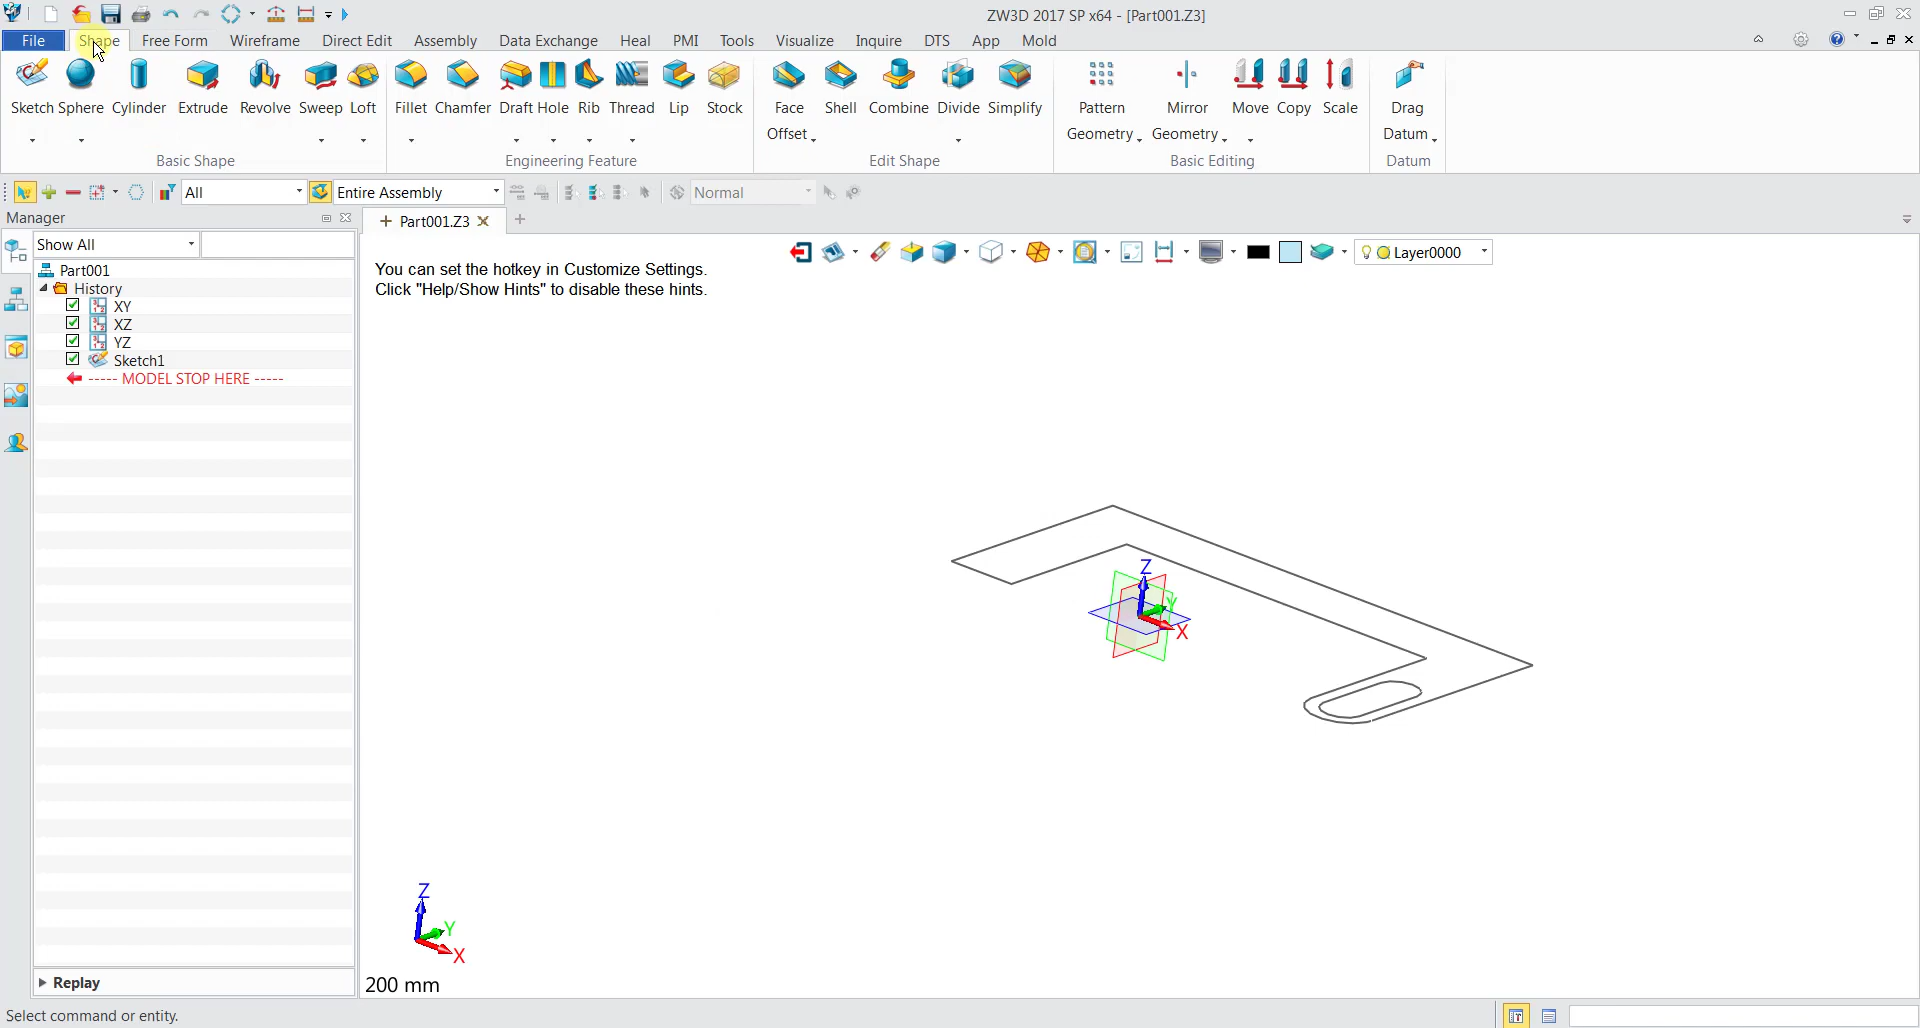 ZW3D 2017 SP x64 - [Part001.Z3]
File Shape Free Form Wireframe Direct Edit Assembly Data Exchange Heal PMI Tools Visualize Inquire DTS App Mold
Sketch Sphere Cylinder Extrude Revolve Sweep Loft Fillet Chamfer Draft Hole Rib Thread Lip Stock Face Shell Combine Divide Simplify Pattern Mirror Move Copy Scale Drag
Offset Geometry Geometry Datum
Basic Shape Engineering Feature Edit Shape Basic Editing Datum
All Entire Assembly Normal
Manager
Part001.Z3
Show All
Layer0000
You can set the hotkey in Customize Settings.
Click "Help/Show Hints" to disable these hints.
Part001
History
XY
XZ
YZ
Sketch1
----- MODEL STOP HERE -----
Z
Y
X
Z
Y
X
200 mm
Replay
Select command or entity.